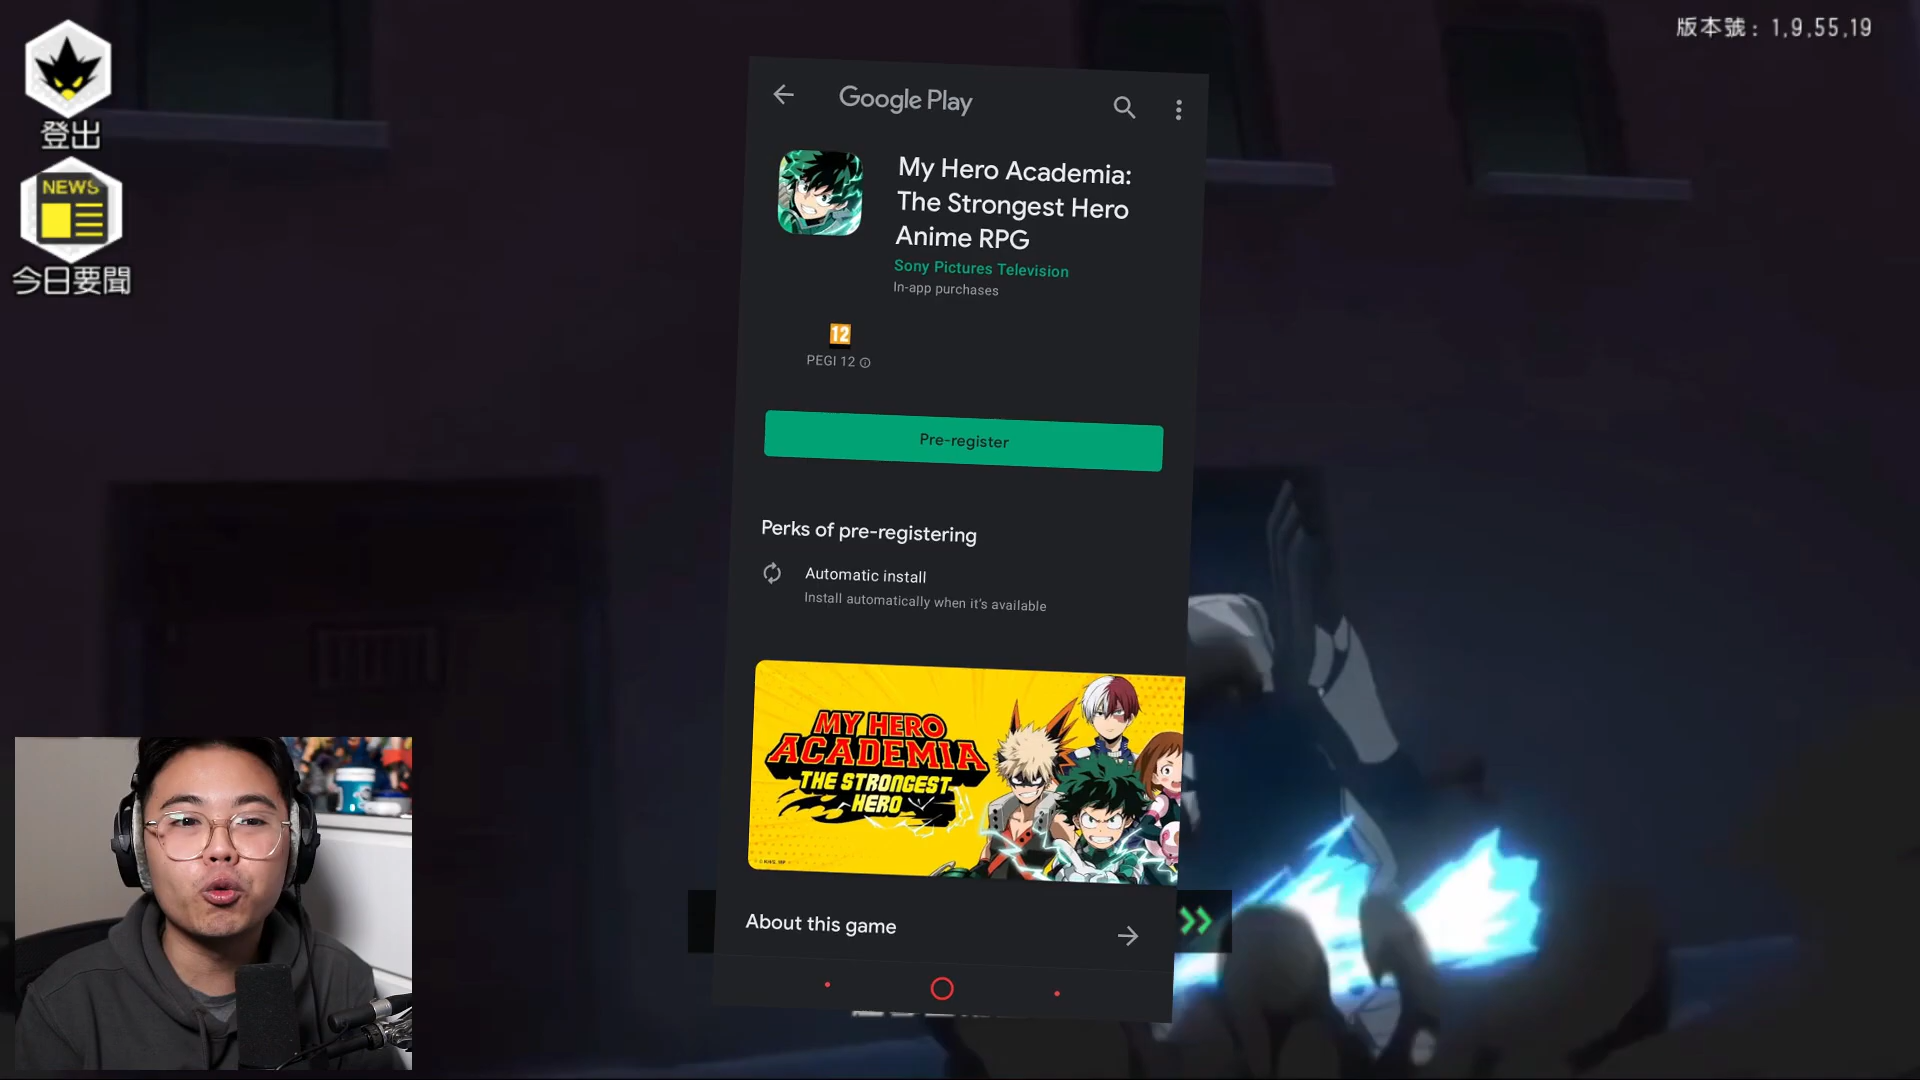 版本號：1,9,55,19
登出
NEWS
今日要聞
Google Play
My Hero Academia:
The Strongest Hero
Anime RPG
Sony Pictures Television
In-app purchases
12
PEGI 12
Pre-register
Perks of pre-registering
Automatic install
Install automatically when it's available
MY HERO
ACADEMIA
THE STRONGEST
HERO
About this game